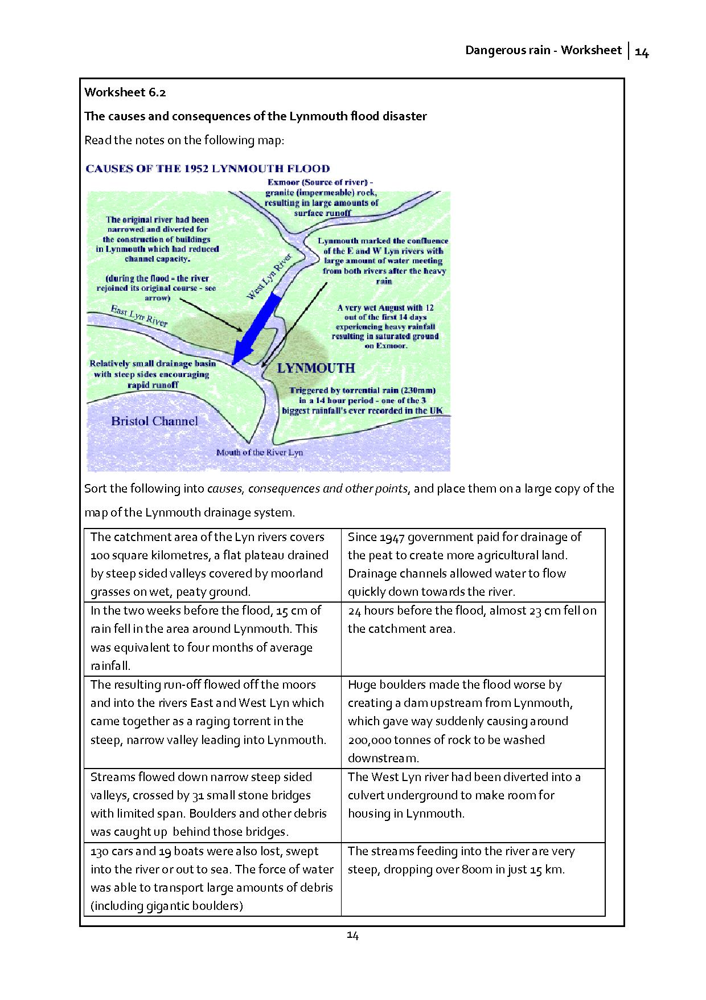 Dangerous rain - Worksheet 14
Worksheet 6.2
The causes and consequences of the Lynmouth flood disaster
Read the notes on the following map:
CAUSES OF THE 1952 LYNMOUTH FLOOD
Exmoor (Source of river) -
granite (impermeable) rock,
resulting in large amounts of
surface runoff
The original river had been
narrowed and diverted for
the construction of buildings
in Lynmouth which had reduced
channel capacity.
(during the flood - the river
rejoined its original course - see
arrow)
Lynmouth marked the confluence
of the E and W Lyn rivers with
large amount of water meeting
from both rivers after the heavy
rain
West Lyn River
East Lyn River
A very wet August with 12
out of the first 14 days
experiencing heavy rainfall
resulting in saturated ground
on Exmoor.
Relatively small drainage basin
with steep sides encouraging
rapid runoff
LYNMOUTH
Triggered by torrential rain (230mm)
in a 14 hour period - one of the 3
biggest rainfall's ever recorded in the UK
Bristol Channel
Mouth of the River Lyn
Sort the following into causes, consequences and other points, and place them on a large copy of the
map of the Lynmouth drainage system.
The catchment area of the Lyn rivers covers
100 square kilometres, a flat plateau drained
by steep sided valleys covered by moorland
grasses on wet, peaty ground.
Since 1947 government paid for drainage of
the peat to create more agricultural land.
Drainage channels allowed water to flow
quickly down towards the river.
In the two weeks before the flood, 15 cm of
rain fell in the area around Lynmouth. This
was equivalent to four months of average
rainfall.
24 hours before the flood, almost 23 cm fell on
the catchment area.
The resulting run-off flowed off the moors
and into the rivers East and West Lyn which
came together as a raging torrent in the
steep, narrow valley leading into Lynmouth.
Huge boulders made the flood worse by
creating a dam upstream from Lynmouth,
which gave way suddenly causing around
200,000 tonnes of rock to be washed
downstream.
Streams flowed down narrow steep sided
valleys, crossed by 31 small stone bridges
with limited span. Boulders and other debris
was caught up behind those bridges.
The West Lyn river had been diverted into a
culvert underground to make room for
housing in Lynmouth.
130 cars and 19 boats were also lost, swept
into the river or out to sea. The force of water
was able to transport large amounts of debris
(including gigantic boulders)
The streams feeding into the river are very
steep, dropping over 800m in just 15 km.
14